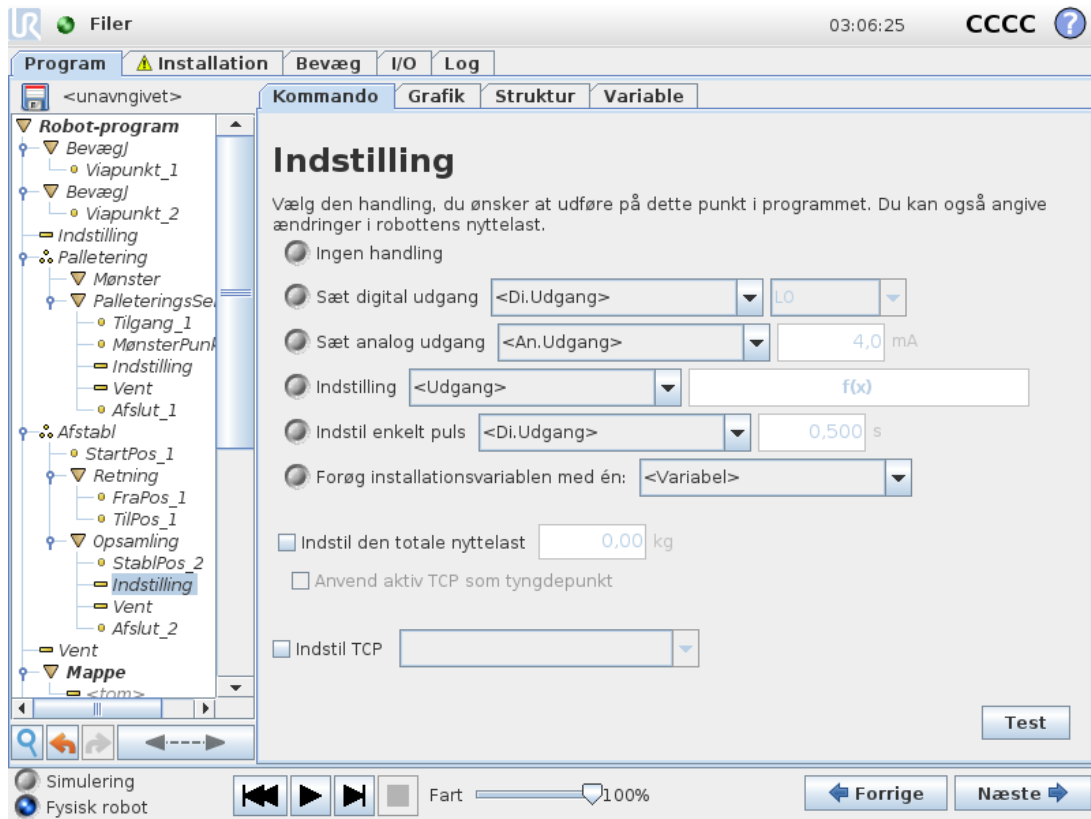 UR Filer 03:06:25 CCCC ?
Program Installation Bevæg I/O Log
<unavngivet> Kommando Grafik Struktur Variable
Robot-program
BevægJ
Viapunkt_1
BevægJ
Viapunkt_2
Indstilling
Palletering
Mønster
PalleteringsSe
Tilgang_1
MønsterPunk
Indstilling
Vent
Afslut_1
Afstabl
StartPos_1
Retning
FraPos_1
TilPos_1
Opsamling
StablPos_2
Indstilling
Vent
Afslut_2
Vent
Mappe
<tom>
Indstilling
Vælg den handling, du ønsker at udføre på dette punkt i programmet. Du kan også angive
ændringer i robottens nyttelast.
Ingen handling
Sæt digital udgang <Di.Udgang> LO
Sæt analog udgang <An.Udgang> 4,0 mA
Indstilling <Udgang> f(x)
Indstil enkelt puls <Di.Udgang> 0,500 s
Forøg installationsvariablen med én: <Variabel>
Indstil den totale nyttelast 0,00 kg
Anvend aktiv TCP som tyngdepunkt
Indstil TCP
Test
Simulering
Fysisk robot
Fart 100%
Forrige Næste